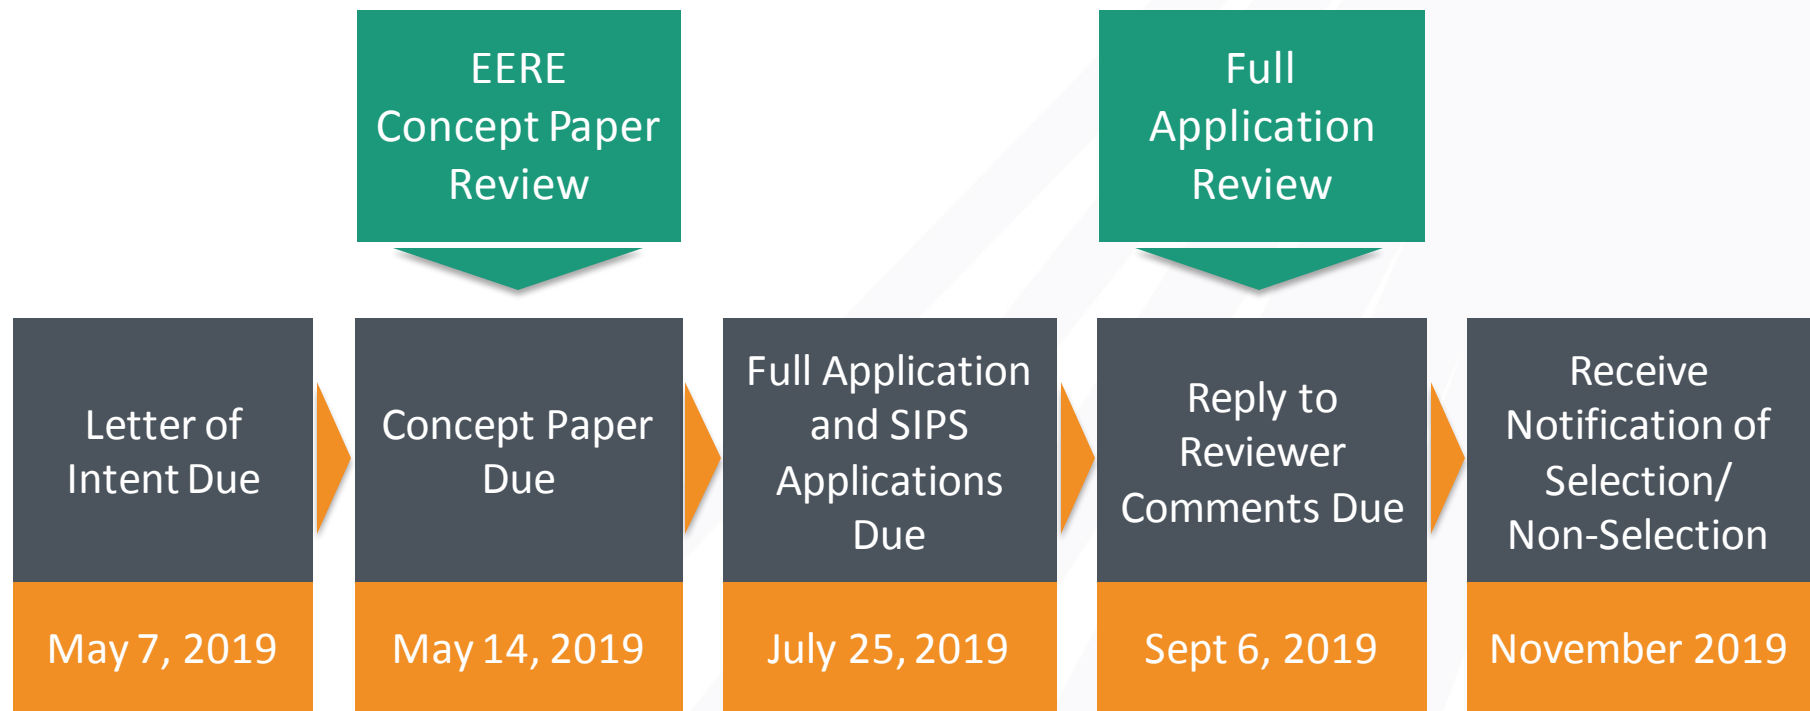 EERE
Concept Paper
Review
Full
Application
Review
Letter of
Intent Due
May 7, 2019
Concept Paper
Due
May 14, 2019
Full Application
and SIPS
Applications
Due
July 25, 2019
Reply to
Reviewer
Comments Due
Sept 6, 2019
Receive
Notification of
Selection/
Non-Selection
November 2019